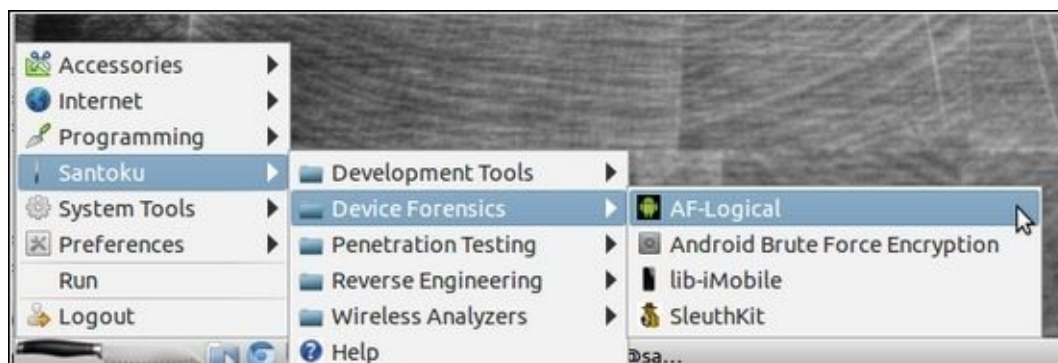 Accessories
Internet
Programming
Santoku
System Tools
Preferences
Run
Logout
Development Tools
Device Forensics
Penetration Testing
Reverse Engineering
Wireless Analyzers
Help
AF-Logical
Android Brute Force Encryption
lib-iMobile
SleuthKit
@sa...